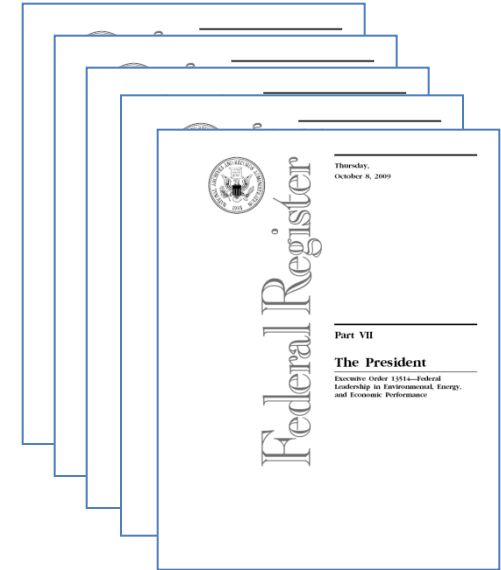 Thursday,
October 8, 2009
Federal Register
Part VII
The President
Executive Order 13514—Federal
Leadership in Environmental, Energy,
and Economic Performance